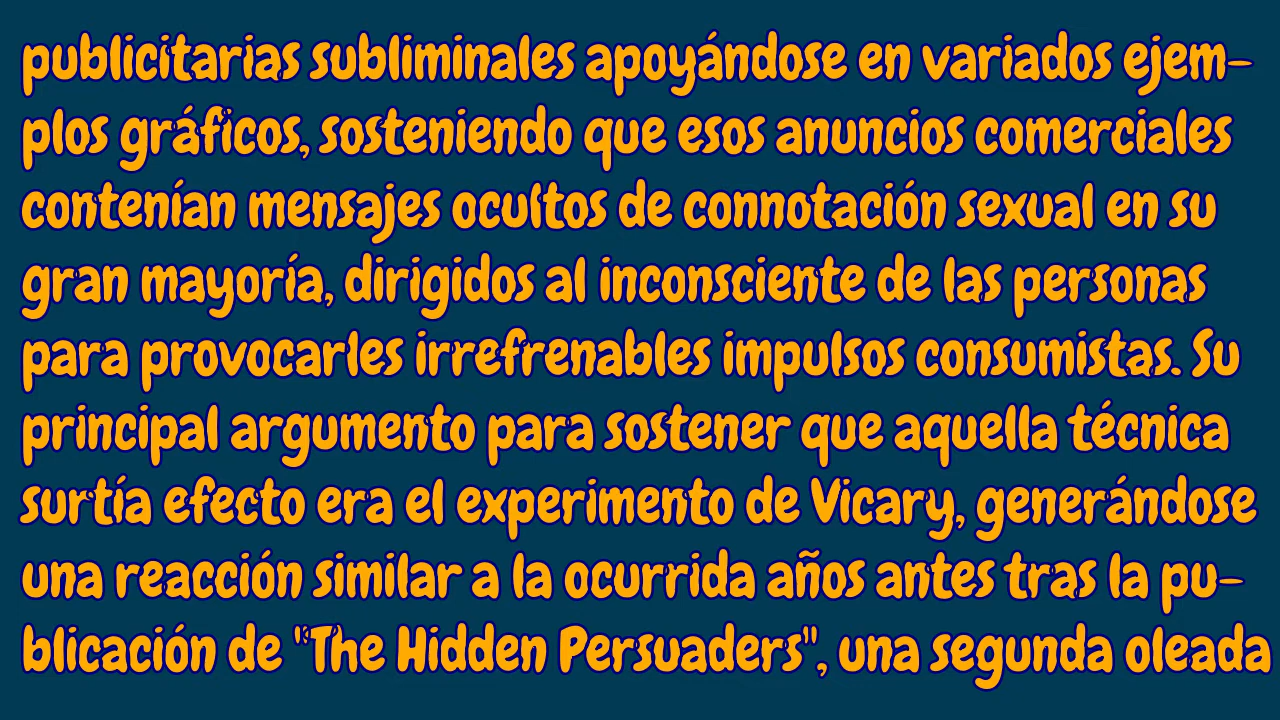 publicitarias subliminales apoyándose en variados ejem-
plos gráficos, sosteniendo que esos anuncios comerciales
contenían mensajes ocultos de connotación sexual en su
gran mayoría, dirigidos al inconsciente de las personas
para provocarles irrefrenables impulsos consumistas. Su
principal argumento para sostener que aquella técnica
surtía efecto era el experimento de Vicary, generándose
una reacción similar a la ocurrida años antes tras la pu-
blicación de "The Hidden Persuaders", una segunda oleada